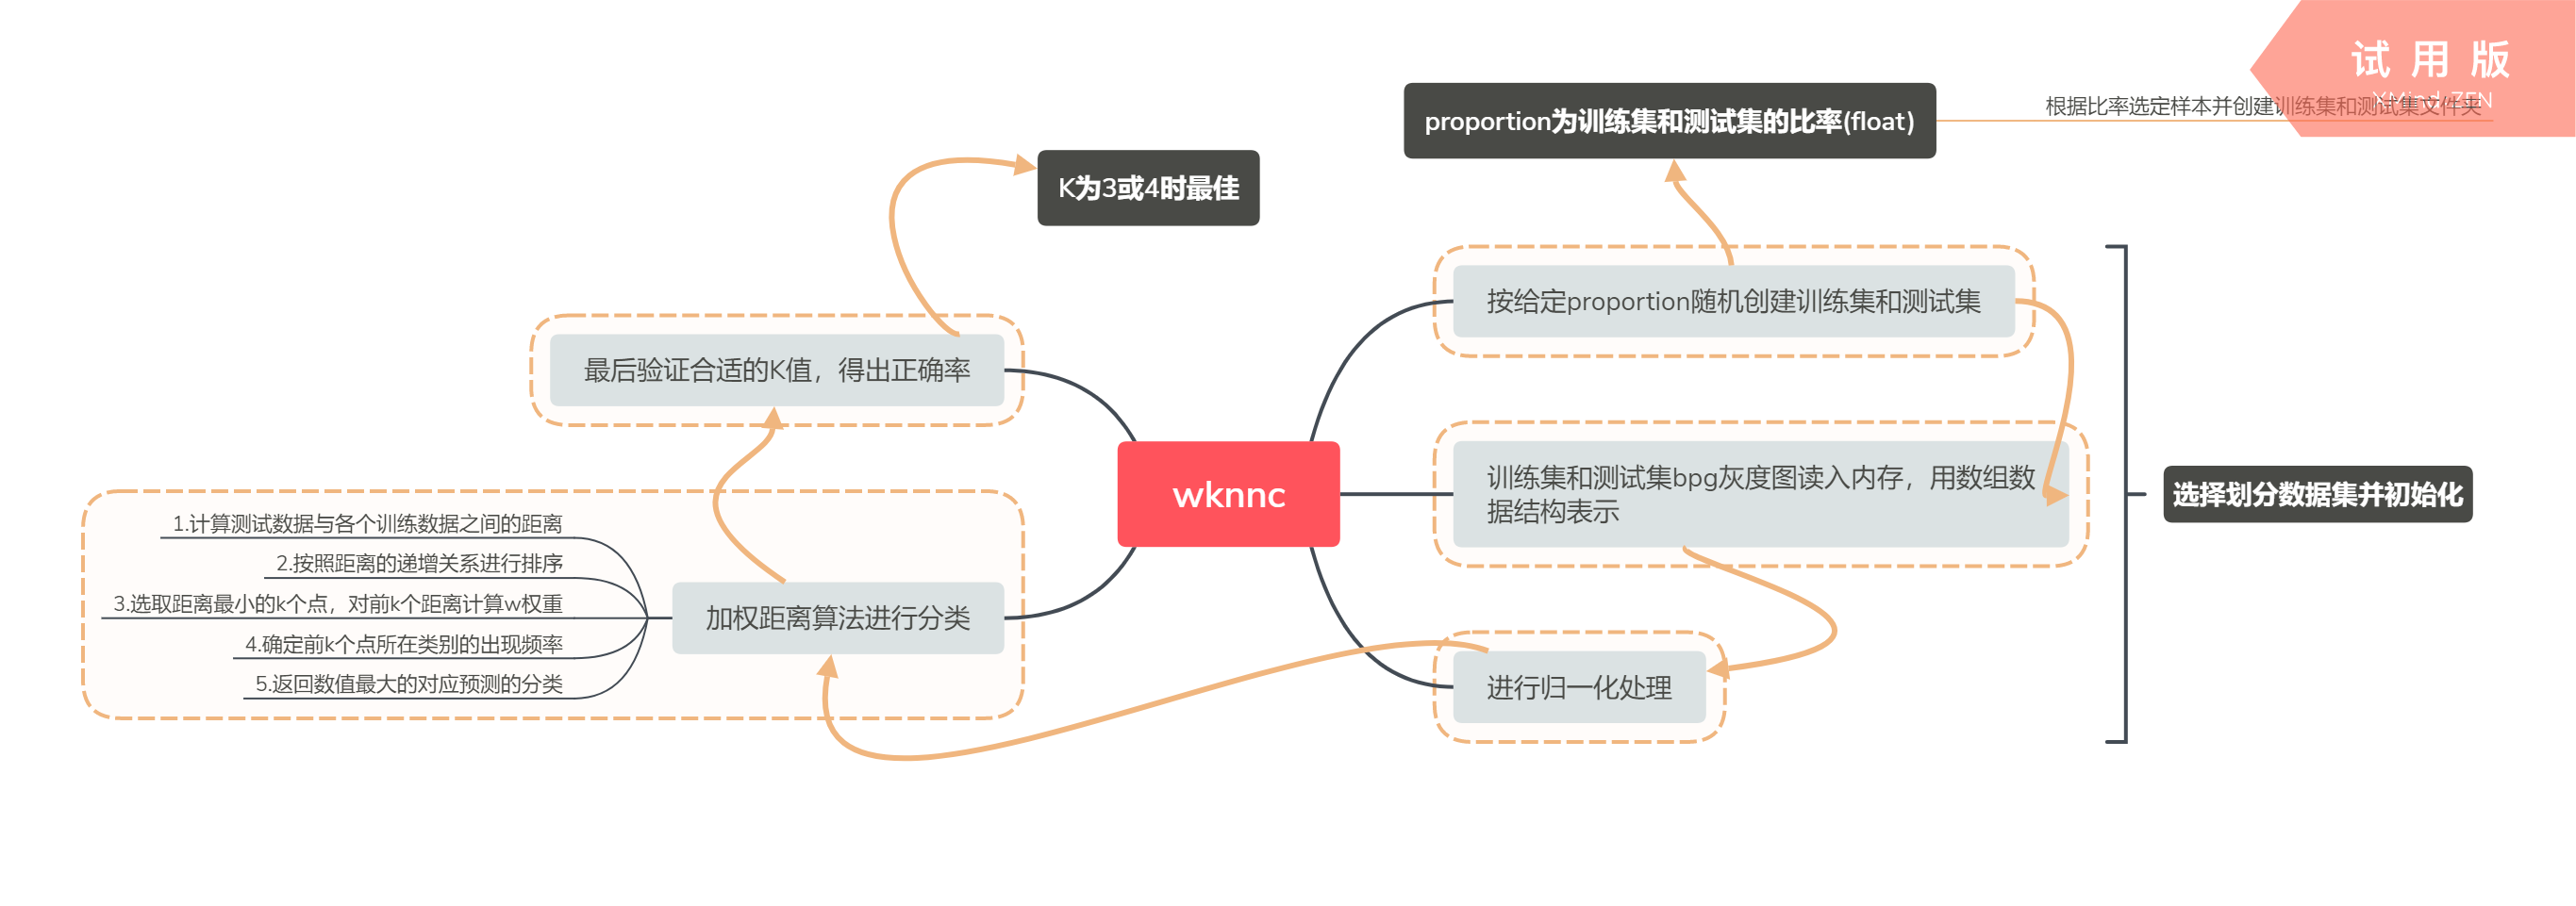 试用版
XMind: ZEN
proportion为训练集和测试集的比率(float)
根据比率选定样本并创建训练集和测试集文件夹
K为3或4时最佳
按给定proportion随机创建训练集和测试集
最后验证合适的K值，得出正确率
训练集和测试集bpg灰度图读入内存，用数组数
据结构表示
wknnc
选择划分数据集并初始化
1.计算测试数据与各个训练数据之间的距离
2.按照距离的递增关系进行排序
3.选取距离最小的k个点，对前k个距离计算w权重
4.确定前k个点所在类别的出现频率
5.返回数值最大的对应预测的分类
加权距离算法进行分类
进行归一化处理